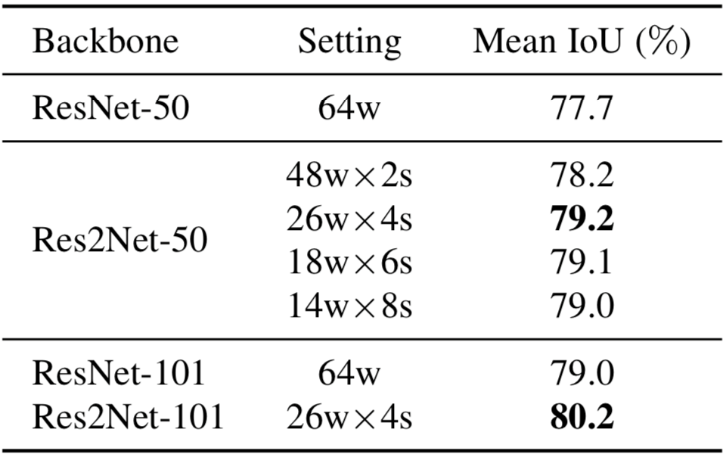 Backbone Setting Mean IoU (%)
ResNet-50 64w 77.7
48w×2s 78.2
26w×4s 79.2
Res2Net-50
18w×6s 79.1
14w×8s 79.0
ResNet-101 64w 79.0
Res2Net-101 26w×4s 80.2